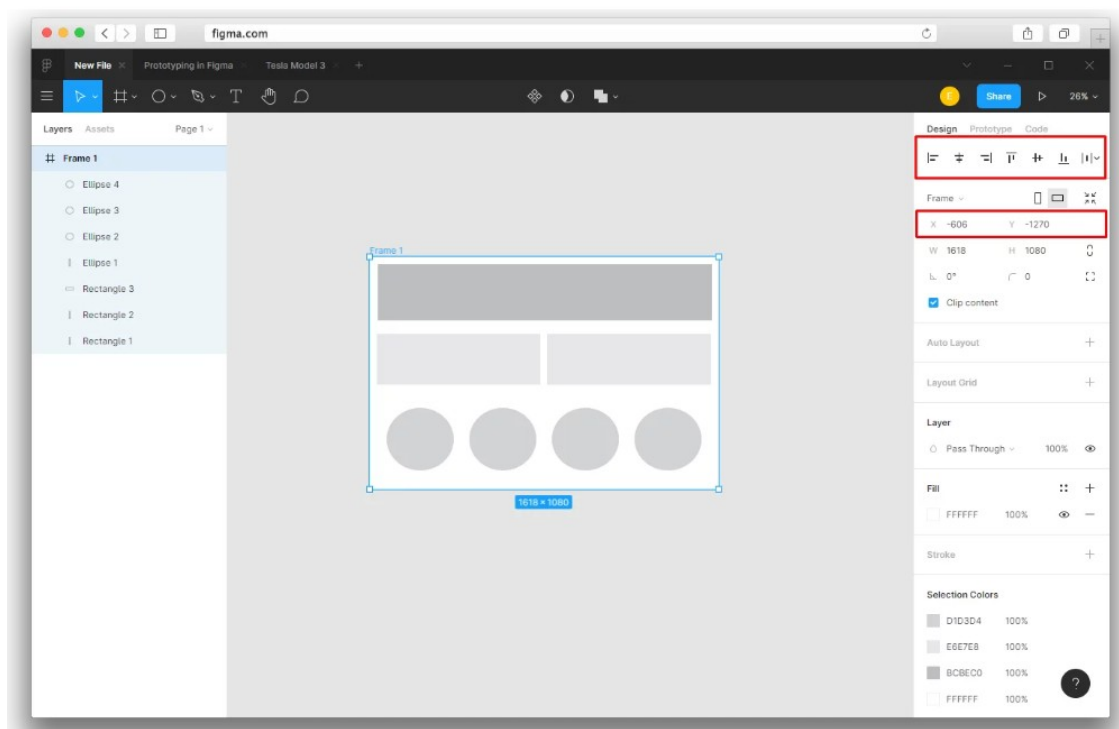 figma.com
New File Prototyping in Figma Tesla Model 3
E Share 26%
Layers Assets Page 1
Frame 1
Ellipse 4
Ellipse 3
Ellipse 2
Ellipse 1
Rectangle 3
Rectangle 2
Rectangle 1
Frame 1
1618 × 1080
Design Prototype Code
Frame
X -606 Y -1270
W 1618 H 1080
0° 0
Clip content
Auto Layout
Layout Grid
Layer
Pass Through 100%
Fill
FFFFFF 100%
Stroke
Selection Colors
D1D3D4 100%
E6E7E8 100%
BCBEC0 100%
FFFFFF 100%
?